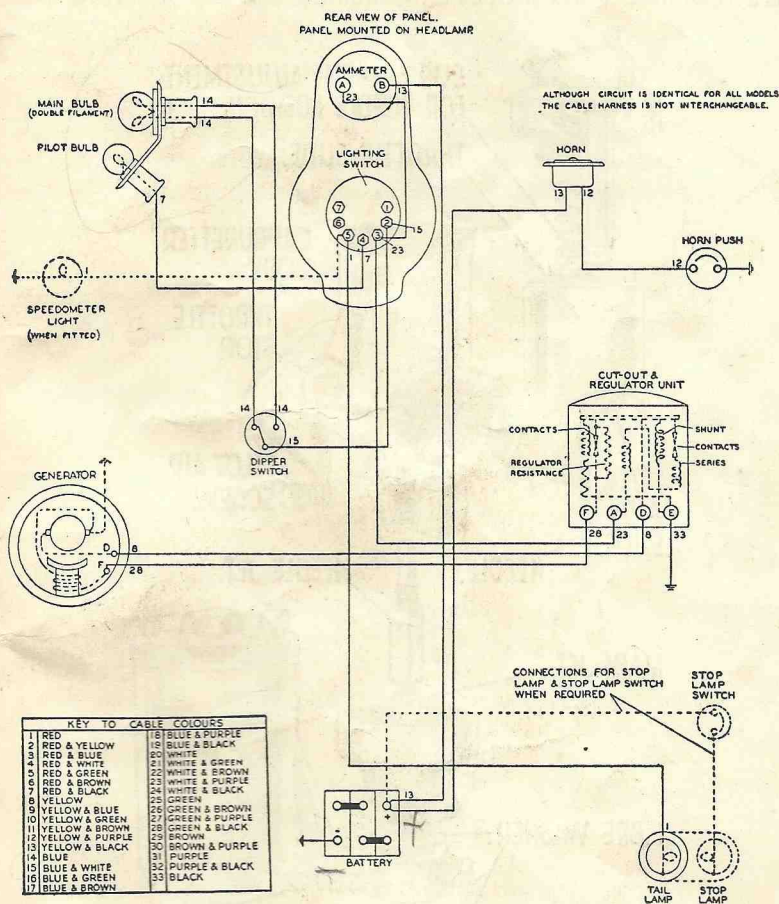 REAR VIEW OF PANEL.
PANEL MOUNTED ON HEADLAMP
AMMETER
A B
23 13
ALTHOUGH CIRCUIT IS IDENTICAL FOR ALL MODELS
THE CABLE HARNESS IS NOT INTERCHANGEABLE.
MAIN BULB
(DOUBLE FILAMENT)
14
14
PILOT BULB
7
LIGHTING
SWITCH
7 1
6 2 15
5 4 3
1 7 23
HORN
13 12
HORN PUSH
12
1
SPEEDOMETER
LIGHT
(WHEN FITTED)
14 14
15
DIPPER
SWITCH
CUT-OUT &
REGULATOR UNIT
CONTACTS
REGULATOR
RESISTANCE
SHUNT
CONTACTS
SERIES
F A D E
28 23 8 33
GENERATOR
D 8
F 28
CONNECTIONS FOR STOP
LAMP & STOP LAMP SWITCH
WHEN REQUIRED
STOP
LAMP
SWITCH
KEY TO CABLE COLOURS
1 RED 18 BLUE & PURPLE
2 RED & YELLOW 19 BLUE & BLACK
3 RED & BLUE 20 WHITE
4 RED & WHITE 21 WHITE & GREEN
5 RED & GREEN 22 WHITE & BROWN
6 RED & BROWN 23 WHITE & PURPLE
7 RED & BLACK 24 WHITE & BLACK
8 YELLOW 25 GREEN
9 YELLOW & BLUE 26 GREEN & BROWN
10 YELLOW & GREEN 27 GREEN & PURPLE
11 YELLOW & BROWN 28 GREEN & BLACK
12 YELLOW & PURPLE 29 BROWN
13 YELLOW & BLACK 30 BROWN & PURPLE
14 BLUE 31 PURPLE
15 BLUE & WHITE 32 PURPLE & BLACK
16 BLUE & GREEN 33 BLACK
17 BLUE & BROWN
13
- + +
BATTERY
1
TAIL
LAMP
STOP
LAMP